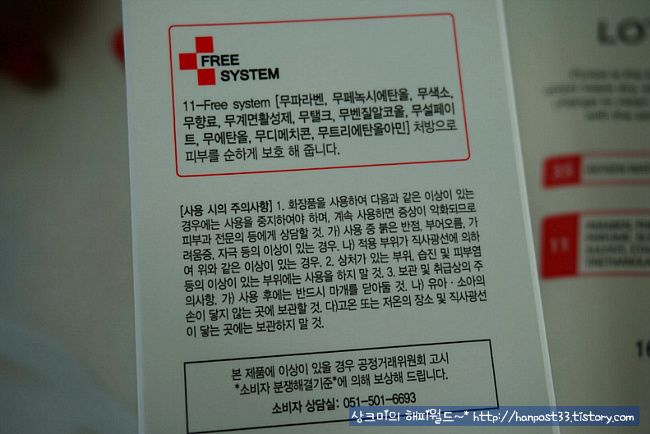 FREE
SYSTEM
11-Free system [무파라벤, 무페녹시에탄올, 무색소,
무향료, 무계면활성제, 무탤크, 무벤질알코올, 무설페이
트, 무에탄올, 무디메치콘, 무트리에탄올아민] 처방으로
피부를 순하게 보호 해 줍니다.
[사용 시의 주의사항] 1. 화장품을 사용하여 다음과 같은 이상이 있는
경우에는 사용을 중지하여야 하며, 계속 사용하면 증상이 악화되므로
피부과 전문의 등에게 상담할 것. 가) 사용 중 붉은 반점, 부어오름, 가
려움증, 자극 등의 이상이 있는 경우. 나) 적용 부위가 직사광선에 의하
여 위와 같은 이상이 있는 경우. 2. 상처가 있는 부위, 습진 및 피부염
등의 이상이 있는 부위에는 사용을 하지 말 것. 3. 보관 및 취급상의 주
의사항. 가) 사용 후에는 반드시 마개를 닫아둘 것. 나) 유아·소아의
손이 닿지 않는 곳에 보관할 것. 다)고온 또는 저온의 장소 및 직사광선
이 닿는 곳에는 보관하지 말 것.
본 제품에 이상이 있을 경우 공정거래위원회 고시
"소비자 분쟁해결기준"에 의해 보상해 드립니다.
소비자 상담실: 051-501-6693
LO
11
16
상크미의 해피월드~* http://hanpost33.tistory.com